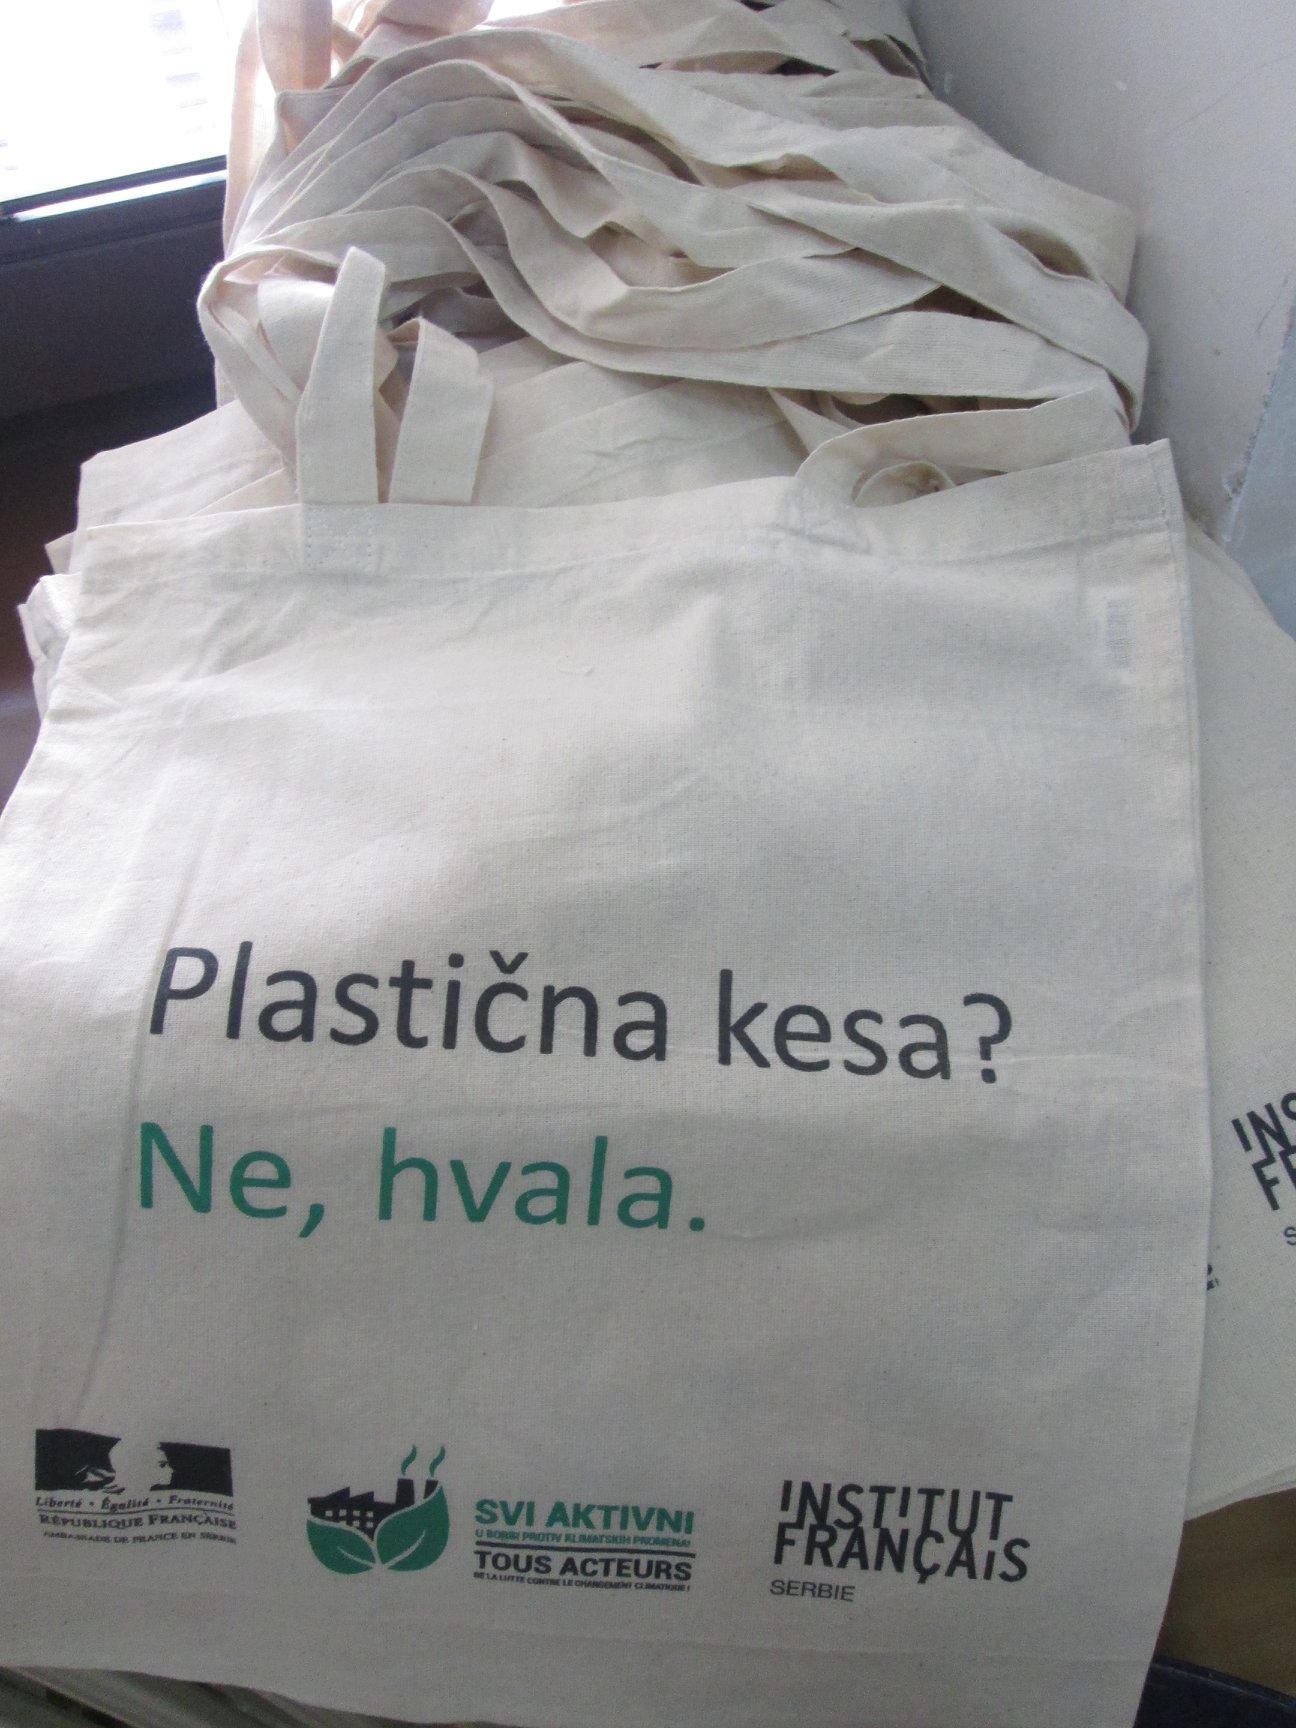 Plastična kesa?
Ne, hvala.
Liberté • Égalité • Fraternité
RÉPUBLIQUE FRANÇAISE
AMBASSADE DE FRANCE EN SERBIE
SVI AKTIVNI
U BORBI PROTIV KLIMATSKIH PROMENA!
TOUS ACTEURS
DE LA LUTTE CONTRE LE CHANGEMENT CLIMATIQUE !
INSTITUT
FRANÇAIS
SERBIE